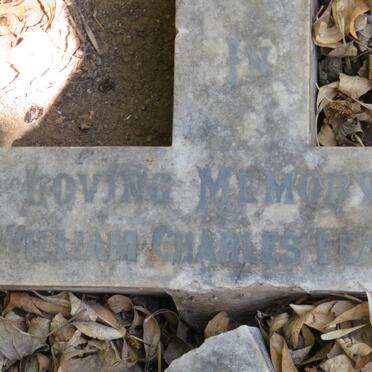 IN
LOVING MEMORY
WILLIAM CHARLES